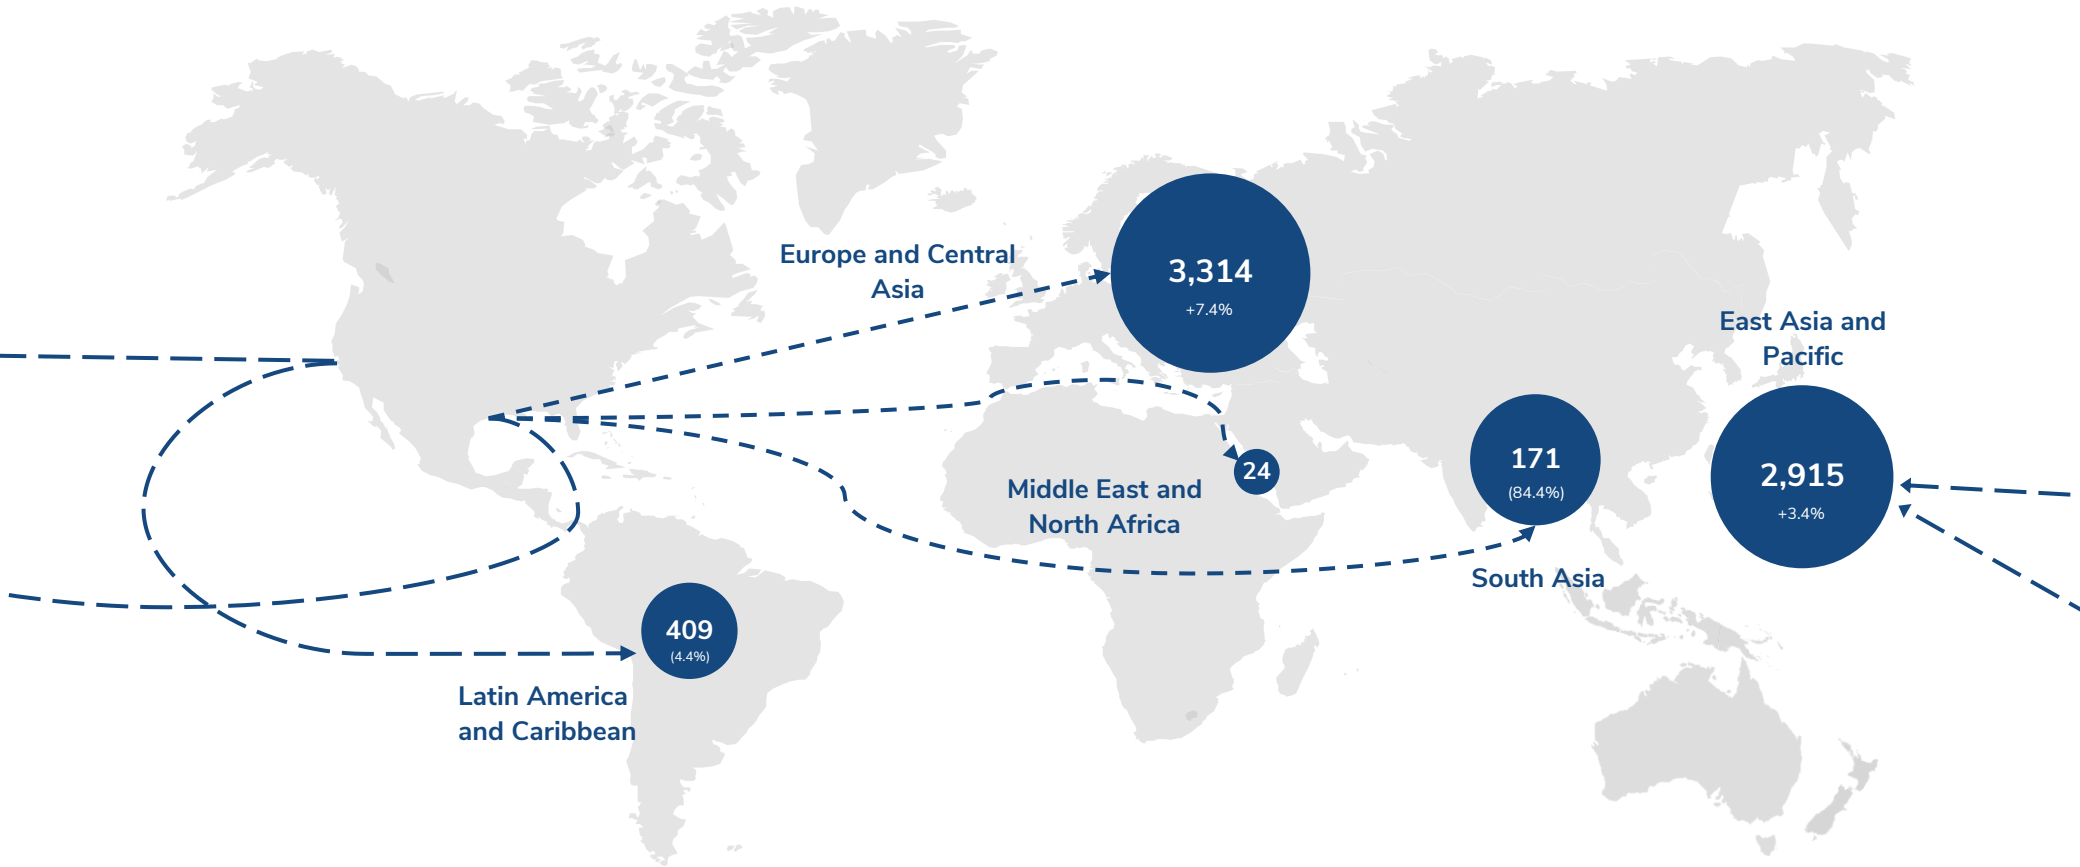 Europe and Central
Asia
3,314
+7.4%
East Asia and
Pacific
2,915
+3.4%
171
(84.4%)
South Asia
24
Middle East and
North Africa
409
(4.4%)
Latin America
and Caribbean